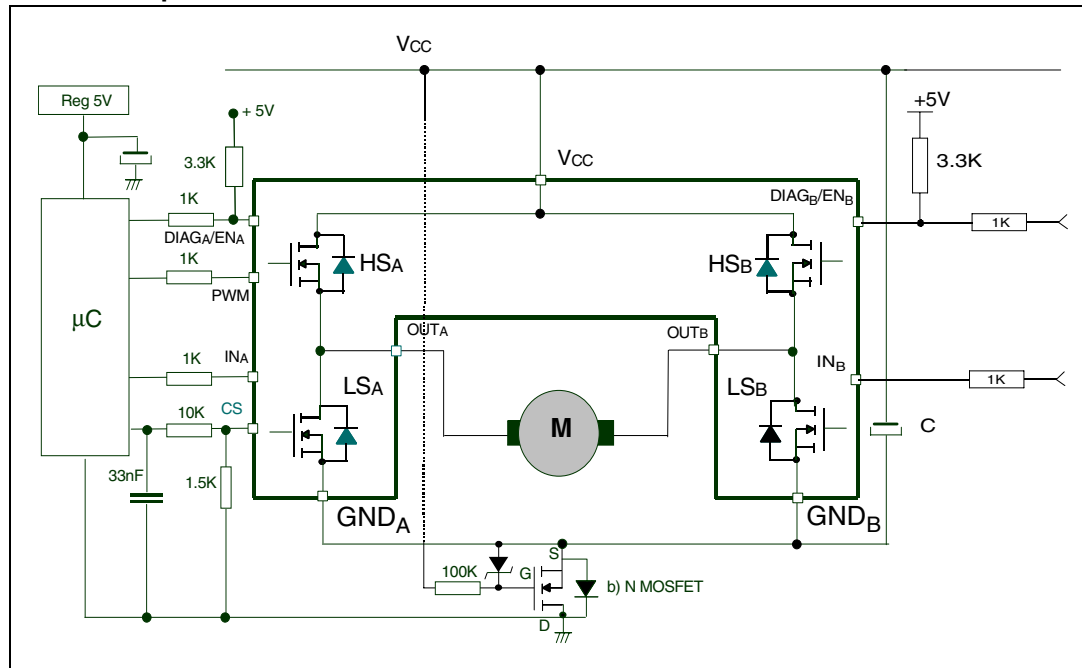 VCC
Reg 5V
+ 5V
+5V
3.3K
3.3K
VCC
1K
DIAGA/ENA
DIAGB/ENB
1K
HSA
HSB
1K
PWM
µC
OUTA
OUTB
1K
INA
INB
LSA
LSB
1K
10K
CS
M
C
33nF
1.5K
GNDA
GNDB
S
100K
G
b) N MOSFET
D